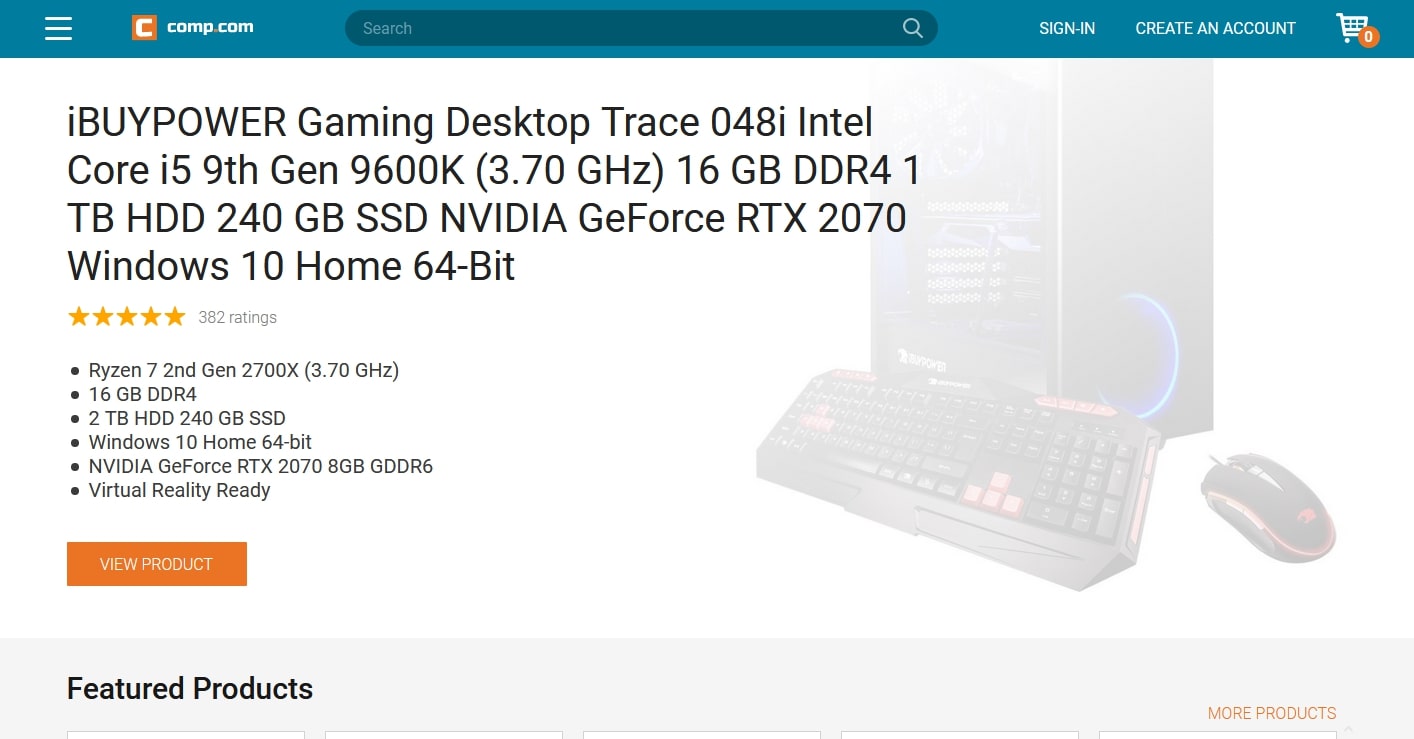 comp.com
Search
SIGN-IN
CREATE AN ACCOUNT
0
iBUYPOWER Gaming Desktop Trace 048i Intel
Core i5 9th Gen 9600K (3.70 GHz) 16 GB DDR4 1
TB HDD 240 GB SSD NVIDIA GeForce RTX 2070
Windows 10 Home 64-Bit
382 ratings
Ryzen 7 2nd Gen 2700X (3.70 GHz)
16 GB DDR4
2 TB HDD 240 GB SSD
Windows 10 Home 64-bit
NVIDIA GeForce RTX 2070 8GB GDDR6
Virtual Reality Ready
iBUYPOWER
iBUYPOWER
VIEW PRODUCT
Featured Products
MORE PRODUCTS